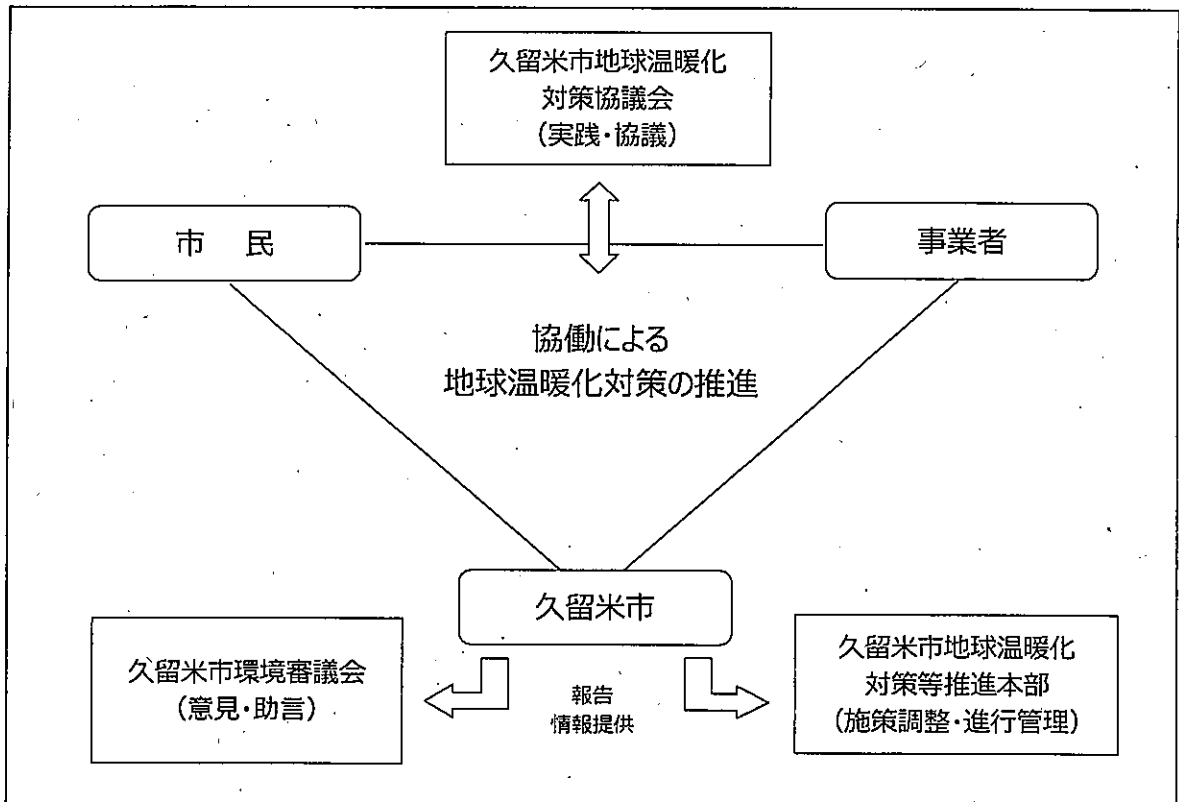 久留米市地球温暖化
対策協議会
(実践・協議)
市 民
事業者
協働による
地球温暖化対策の推進
久留米市
久留米市環境審議会
(意見・助言)
報告
情報提供
久留米市地球温暖化
対策等推進本部
(施策調整・進行管理)